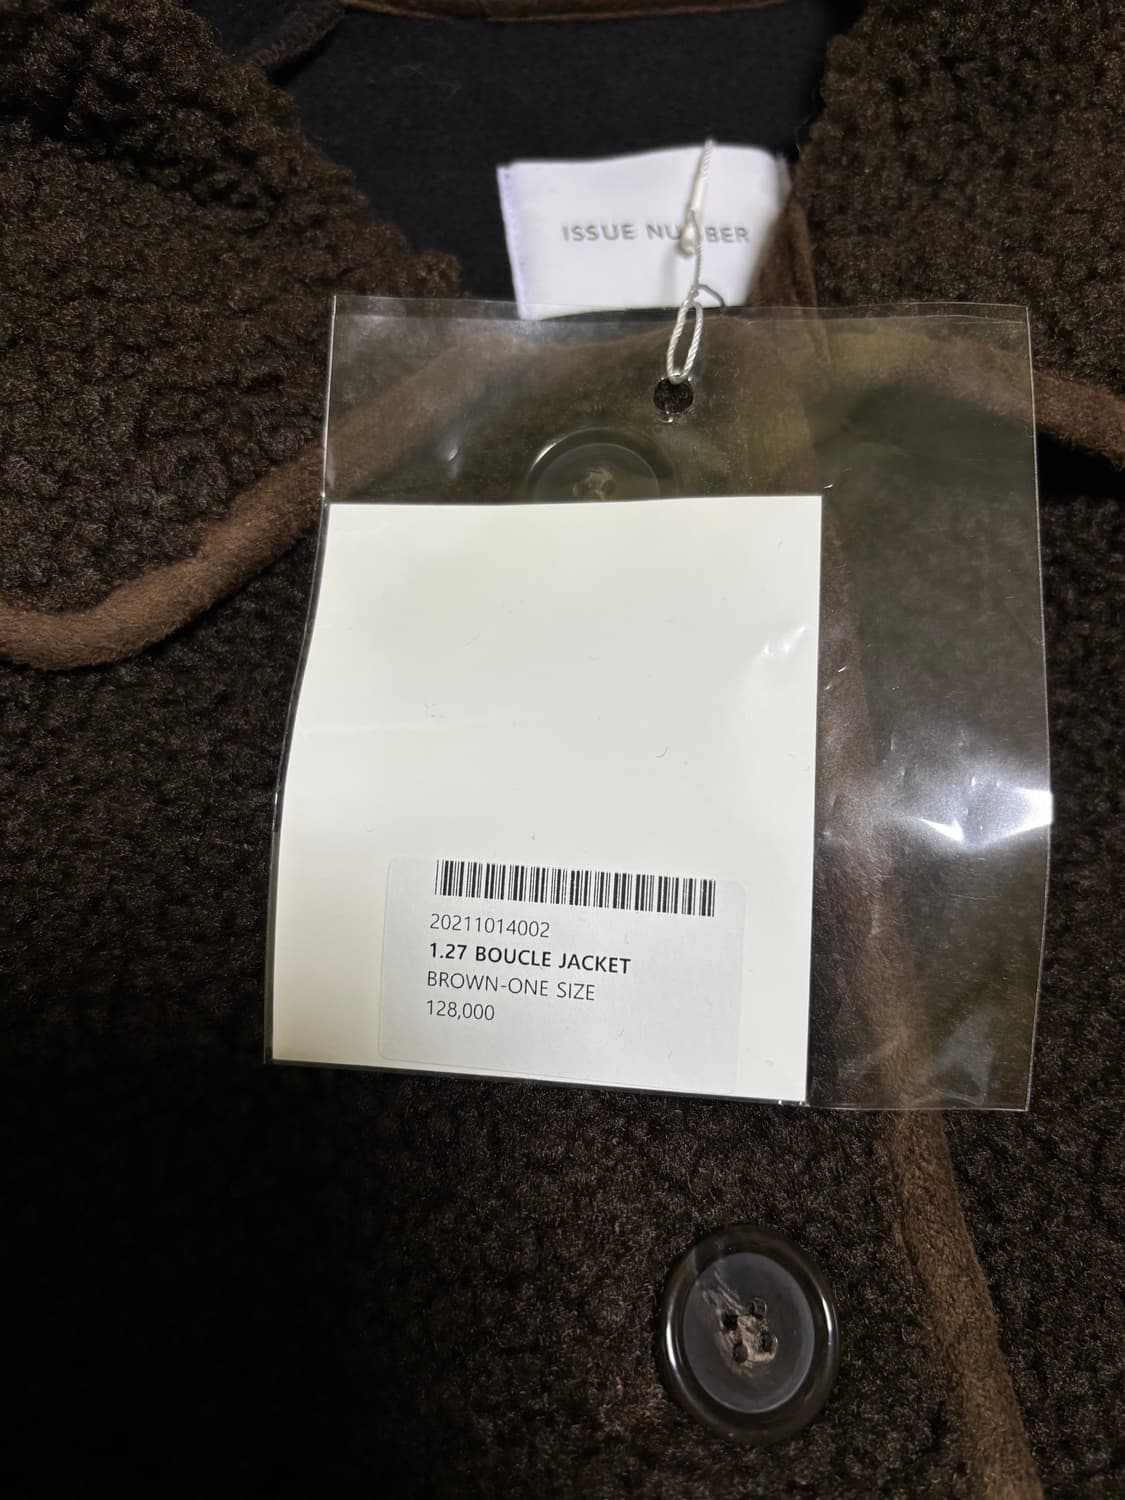 ISSUE NUMBER
20211014002
1.27 BOUCLE JACKET
BROWN-ONE SIZE
128,000